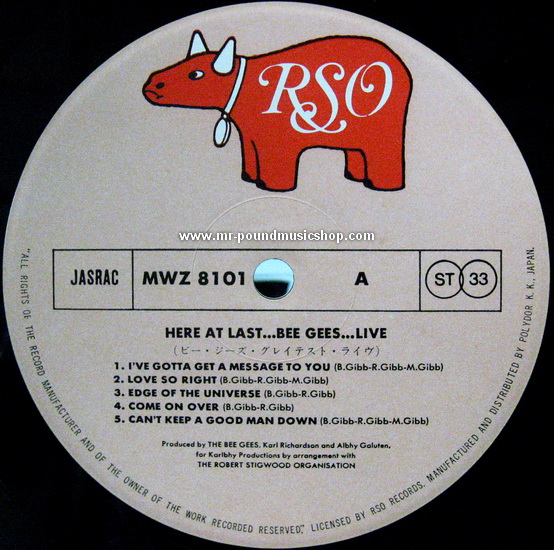 RSO
www.mr-poundmusicshop.com
JASRAC MWZ 8101 A ST 33
HERE AT LAST...BEE GEES...LIVE
(ビー・ジーズ・グレイテスト・ライヴ)
1. I'VE GOTTA GET A MESSAGE TO YOU (B.Gibb-R.Gibb-M.Gibb)
2. LOVE SO RIGHT (B.Gibb-R.Gibb-M.Gibb)
3. EDGE OF THE UNIVERSE (B.Gibb-R.Gibb)
4. COME ON OVER (B.Gibb-R.Gibb)
5. CAN'T KEEP A GOOD MAN DOWN (B.Gibb-R.Gibb-M.Gibb)
Produced by THE BEE GEES, Karl Richardson and Albhy Galuten,
for Karlbhy Productions by arrangement with
THE ROBERT STIGWOOD ORGANISATION
"ALL RIGHTS OF THE RECORD MANUFACTURER AND OF THE OWNER OF THE WORK RECORDED RESERVED". LICENSED BY RSO RECORDS. MANUFACTURED AND DISTRIBUTED BY POLYDOR K. K., JAPAN.